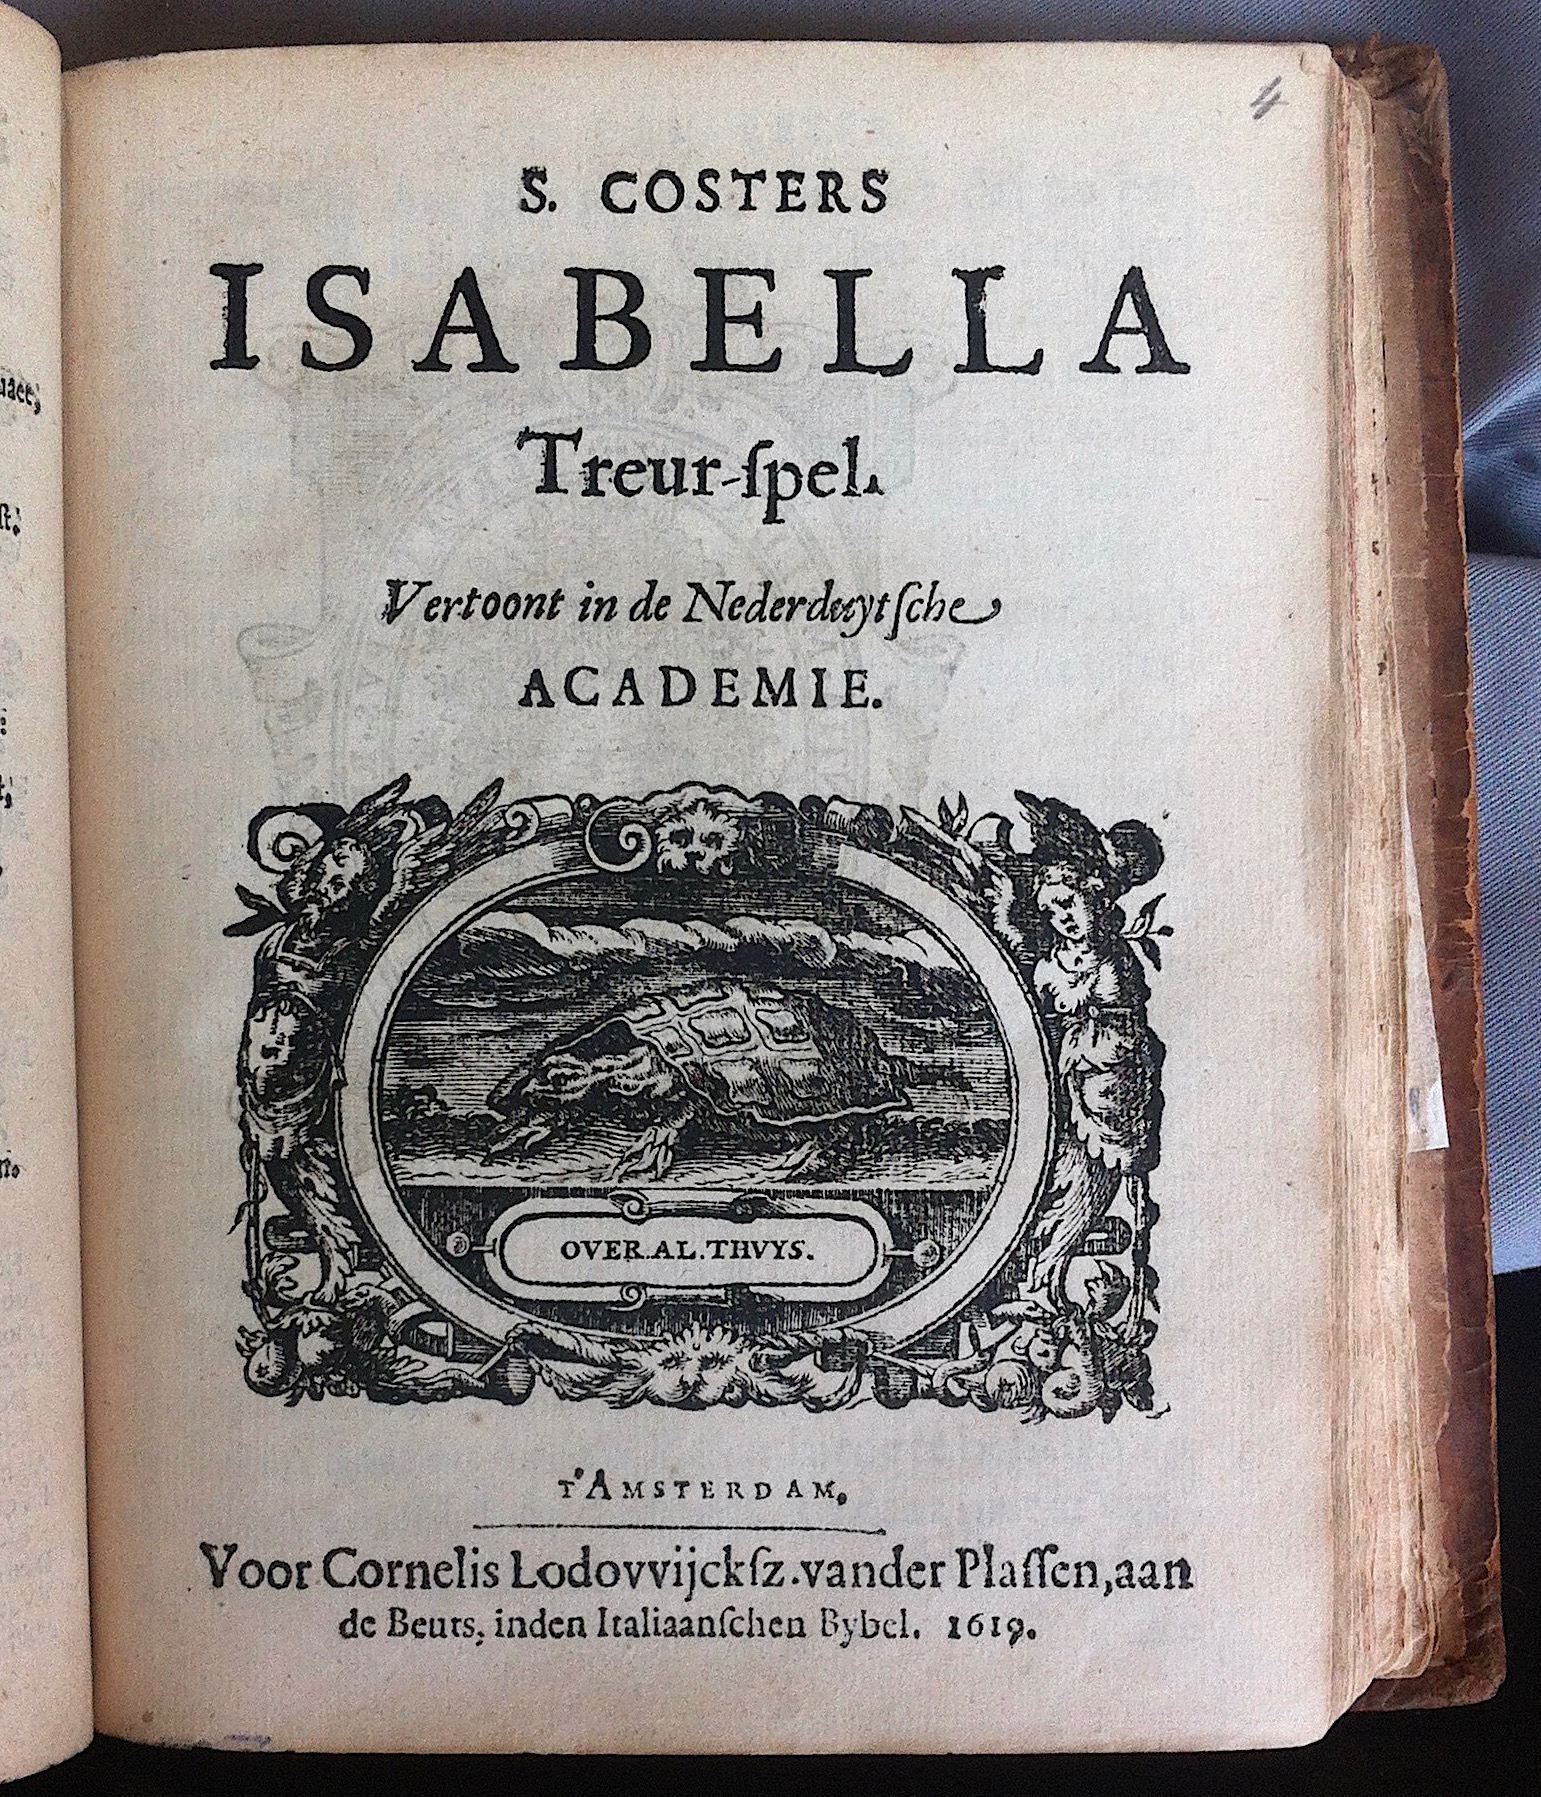 4
S. COSTERS
ISABELLA
Treur-ſpel.
Vertoont in de Nederduytſche
ACADEMIE.
OVER.AL.THVYS.
T'AMSTERDAM,
Voor Cornelis Lodovvijckſz.vander Plaſſen,aan
de Beurs, inden Italiaanſchen Bybel. 1619.